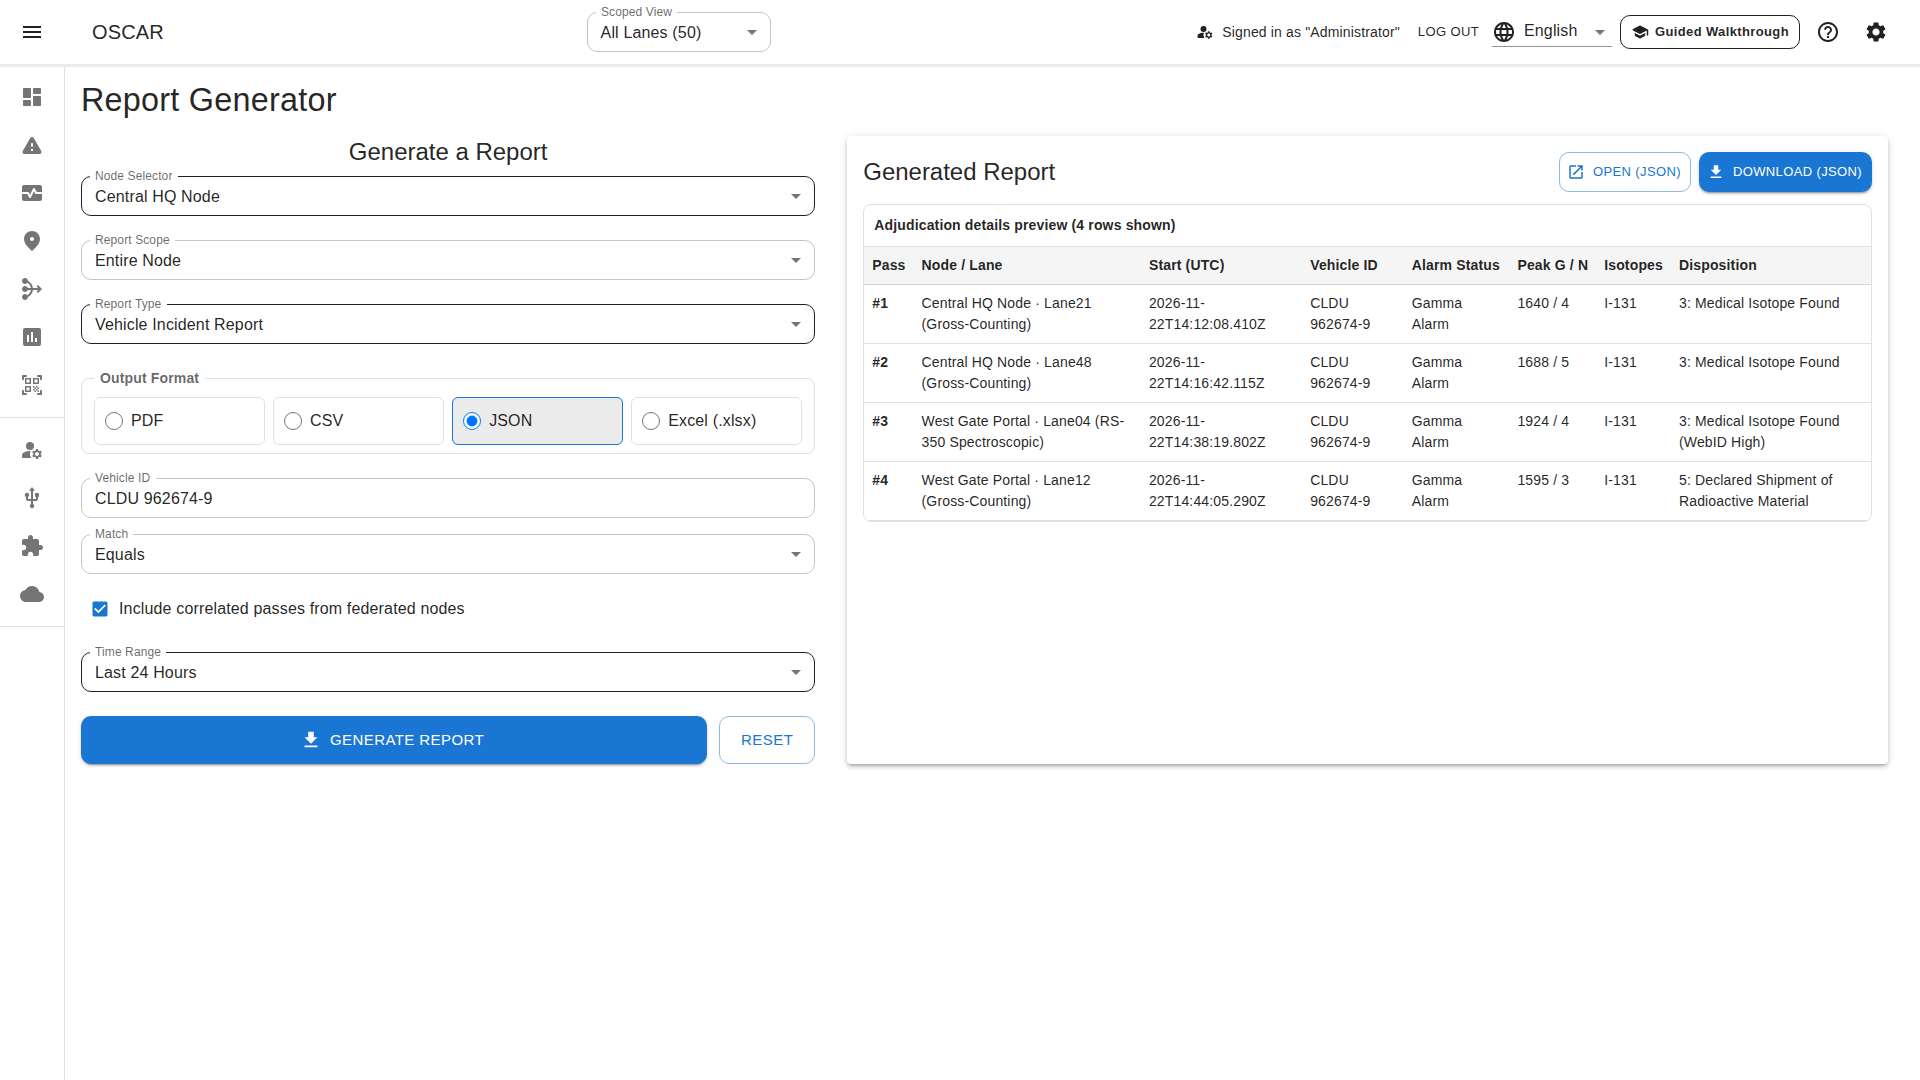 OSCAR
Scoped View
All Lanes (50)
Signed in as "Administrator"
LOG OUT
English
Guided Walkthrough
Report Generator
Generate a Report
Node Selector
Central HQ Node
Report Scope
Entire Node
Report Type
Vehicle Incident Report
Output Format
PDF
CSV
JSON
Excel (.xlsx)
Vehicle ID
CLDU 962674-9
Match
Equals
Include correlated passes from federated nodes
Time Range
Last 24 Hours
GENERATE REPORT
RESET
Generated Report
OPEN (JSON)
DOWNLOAD (JSON)
Adjudication details preview (4 rows shown)
Pass Node / Lane Start (UTC) Vehicle ID Alarm Status Peak G / N Isotopes Disposition
#1 Central HQ Node · Lane21 2026-11- CLDU Gamma 1640 / 4 I-131 3: Medical Isotope Found
(Gross-Counting) 22T14:12:08.410Z 962674-9 Alarm
#2 Central HQ Node · Lane48 2026-11- CLDU Gamma 1688 / 5 I-131 3: Medical Isotope Found
(Gross-Counting) 22T14:16:42.115Z 962674-9 Alarm
#3 West Gate Portal · Lane04 (RS- 2026-11- CLDU Gamma 1924 / 4 I-131 3: Medical Isotope Found
350 Spectroscopic) 22T14:38:19.802Z 962674-9 Alarm (WebID High)
#4 West Gate Portal · Lane12 2026-11- CLDU Gamma 1595 / 3 I-131 5: Declared Shipment of
(Gross-Counting) 22T14:44:05.290Z 962674-9 Alarm Radioactive Material